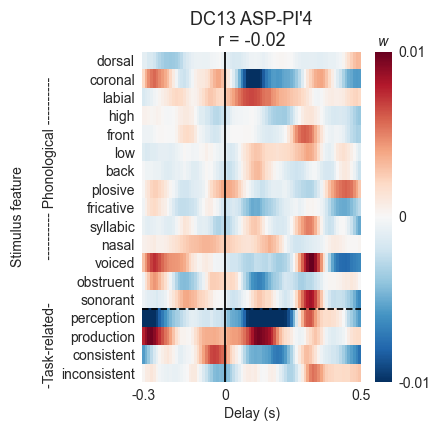 DC13 ASP-PI'4
r = -0.02
w
dorsal
coronal
labial
high
front
low
back
plosive
fricative
syllabic
nasal
voiced
obstruent
sonorant
perception
production
consistent
inconsistent
Stimulus feature
-Task-related- ---------- Phonological ----------
0.01
0
-0.01
-0.3 0 0.5
Delay (s)